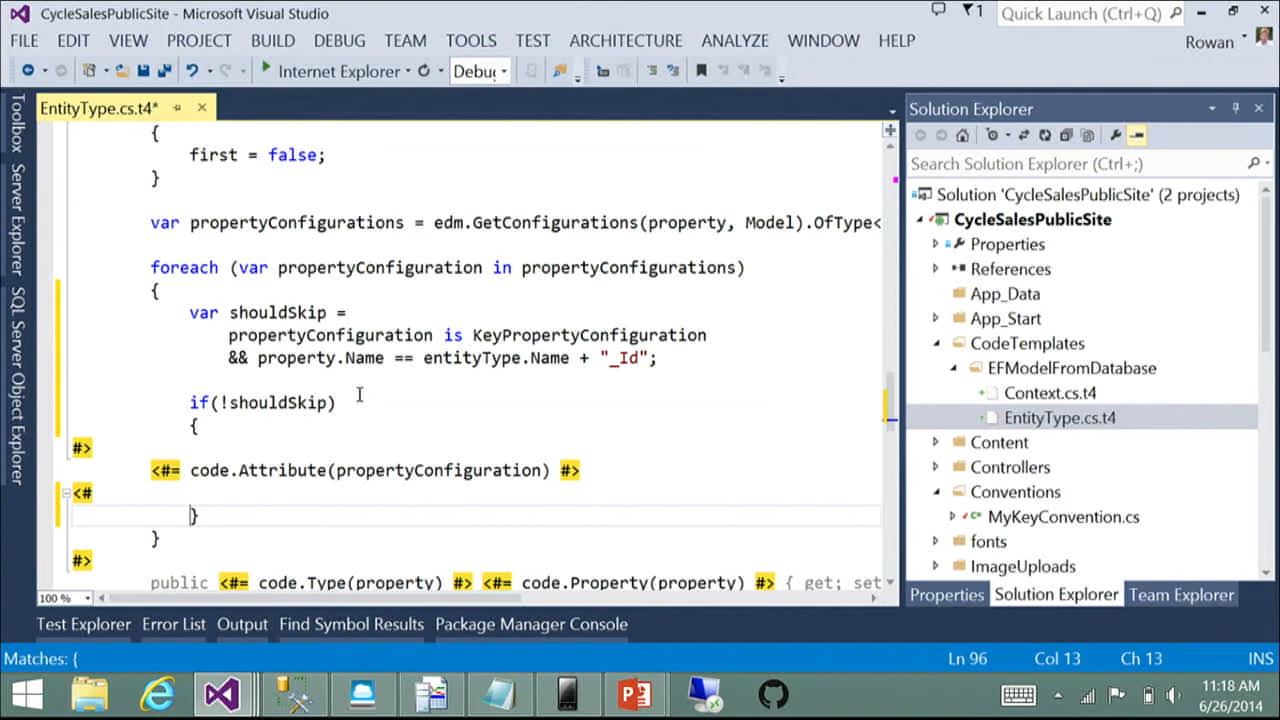 CycleSalesPublicSite - Microsoft Visual Studio
1
Quick Launch (Ctrl+Q)
FILE EDIT VIEW PROJECT BUILD DEBUG TEAM TOOLS TEST ARCHITECTURE ANALYZE WINDOW HELP
Rowan
Internet Explorer
Debug
EntityType.cs.t4*
Toolbox
Server Explorer
SQL Server Object Explorer
{
first = false;
}
var propertyConfigurations = edm.GetConfigurations(property, Model).OfType<
foreach (var propertyConfiguration in propertyConfigurations)
{
var shouldSkip =
propertyConfiguration is KeyPropertyConfiguration
&& property.Name == entityType.Name + "_Id";
if(!shouldSkip)
{
#>
<#= code.Attribute(propertyConfiguration) #>
<#
}
}
#>
public <#= code.Type(property) #> <#= code.Property(property) #> { get; set
100 %
Solution Explorer
Search Solution Explorer (Ctrl+;)
Solution 'CycleSalesPublicSite' (2 projects)
CycleSalesPublicSite
Properties
References
App_Data
App_Start
CodeTemplates
EFModelFromDatabase
Context.cs.t4
EntityType.cs.t4
Content
Controllers
Conventions
MyKeyConvention.cs
fonts
ImageUploads
Properties Solution Explorer Team Explorer
Test Explorer Error List Output Find Symbol Results Package Manager Console
Matches: {
Ln 96 Col 13 Ch 13 INS
11:18 AM
6/26/2014